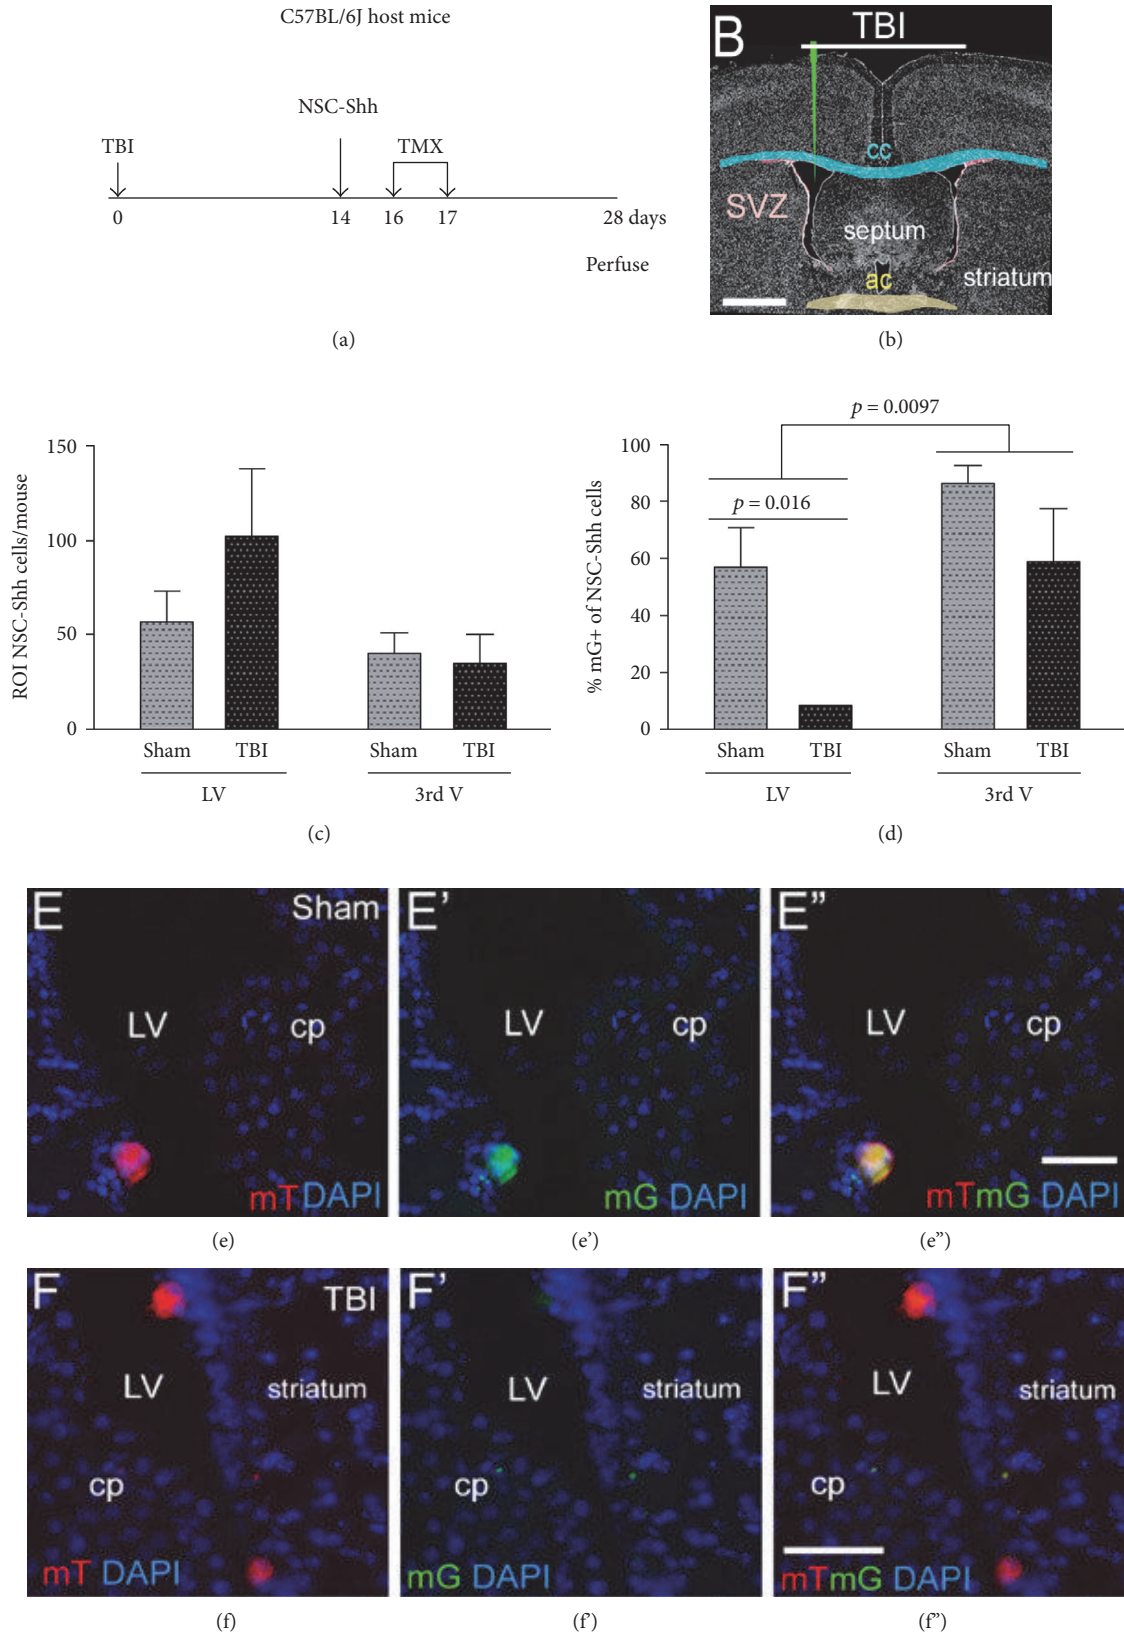 C57BL/6J host mice
NSC-Shh
TBI
TMX
0 14 16 17 28 days
Perfuse
(a)
B
TBI
cc
SVZ
septum
striatum
ac
(b)
ROI NSC-Shh cells/mouse
150
100
50
0
Sham TBI Sham TBI
LV 3rd V
(c)
% mG+ of NSC-Shh cells
p = 0.0097
p = 0.016
100
80
60
40
20
0
Sham TBI Sham TBI
LV 3rd V
(d)
E Sham
LV cp
mT DAPI
(e)
E'
LV cp
mG DAPI
(e')
E"
LV cp
mTmG DAPI
(e")
F TBI
LV striatum
cp
mT DAPI
(f)
F'
LV striatum
cp
mG DAPI
(f')
F"
LV striatum
cp
mTmG DAPI
(f")